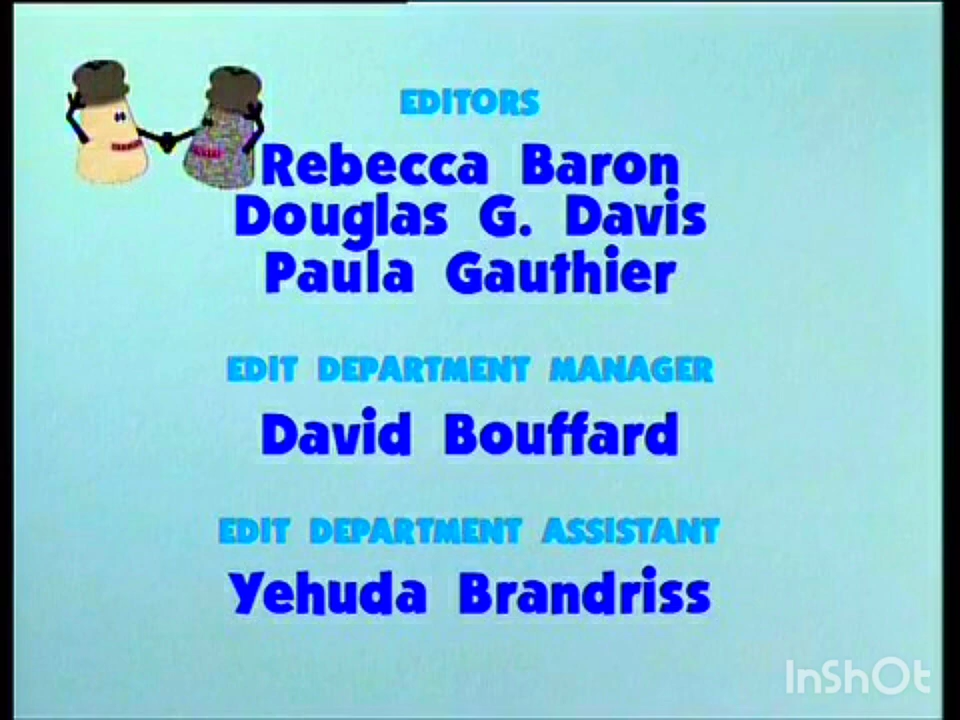 EDITORS
Rebecca Baron
Douglas G. Davis
Paula Gauthier
EDIT DEPARTMENT MANAGER
David Bouffard
EDIT DEPARTMENT ASSISTANT
Yehuda Brandriss
InShOt